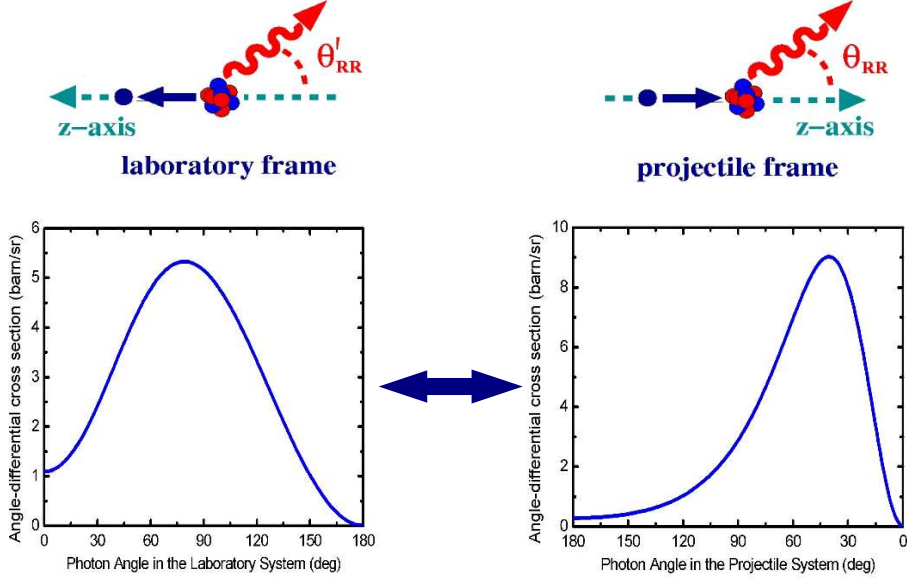 θ′RR
z-axis
laboratory frame
θRR
z-axis
projectile frame
6
5
4
3
2
1
0
Angle-differential cross section (barn/sr)
0 30 60 90 120 150 180
Photon Angle in the Laboratory System (deg)
10
8
6
4
2
0
Angle-differential cross section (barn/sr)
180 150 120 90 60 30 0
Photon Angle in the Projectile System (deg)